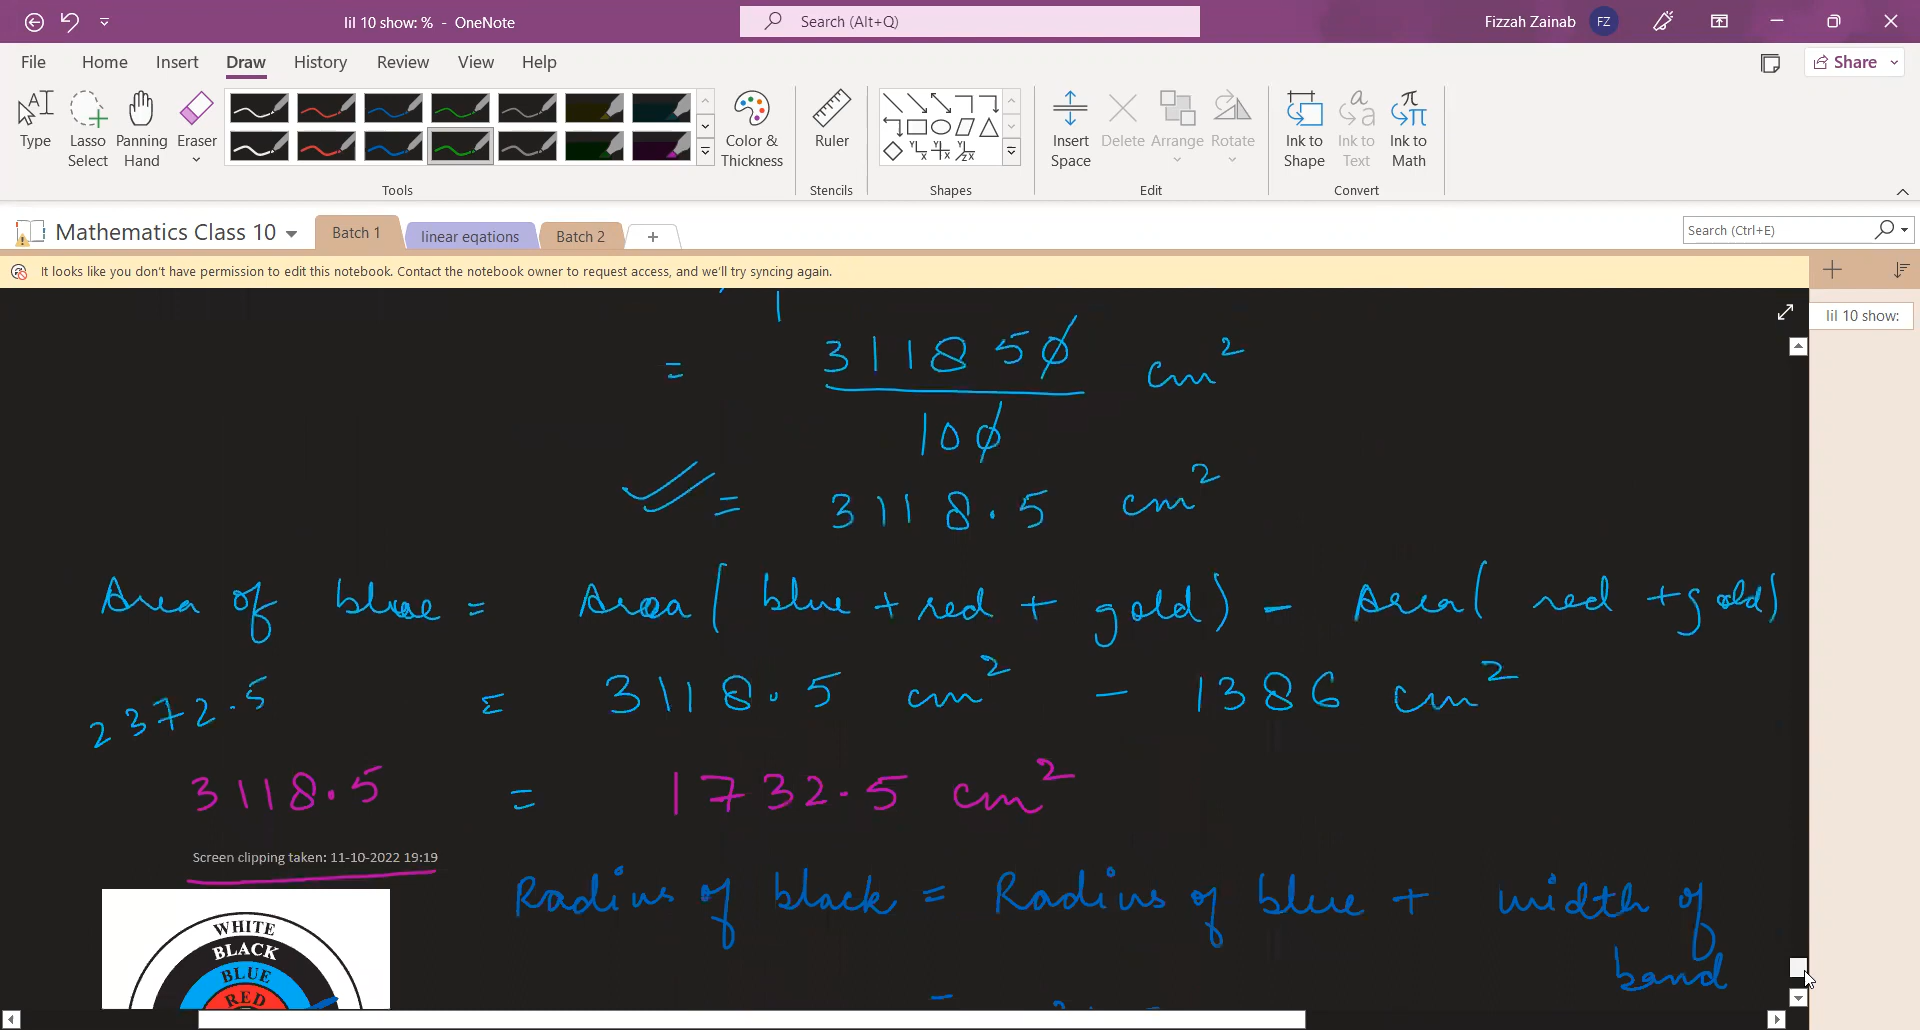 lil 10 show: % - OneNote
Search (Alt+Q)
Fizzah Zainab
FZ
File Home Insert Draw History Review View Help
Share
Type
Lasso Select
Panning Hand
Eraser
Color & Thickness
Ruler
Insert Space
Delete
Arrange
Rotate
Ink to Shape
Ink to Text
Ink to Math
Tools
Stencils
Shapes
Edit
Convert
Mathematics Class 10
Batch 1
linear eqations
Batch 2
Search (Ctrl+E)
It looks like you don't have permission to edit this notebook. Contact the notebook owner to request access, and we'll try syncing again.
lil 10 show:
= 311850 cm²
100
= 3118.5 cm²
Area of blue = Area ( blue + red + gold ) - Area ( red + gold )
2372.5
= 3118.5 cm² - 1386 cm²
3118.5 = 1732.5 cm²
Screen clipping taken: 11-10-2022 19:19
Radius of black = Radius of blue + width of
band
WHITE
BLACK
BLUE
RED